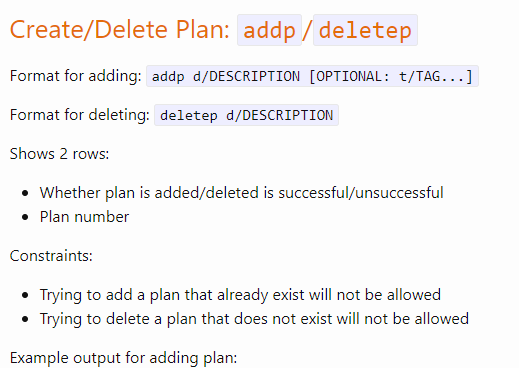 Create/Delete Plan: addp/deletep
Format for adding: addp d/DESCRIPTION [OPTIONAL: t/TAG...]
Format for deleting: deletep d/DESCRIPTION
Shows 2 rows:
• Whether plan is added/deleted is successful/unsuccessful
• Plan number
Constraints:
• Trying to add a plan that already exist will not be allowed
• Trying to delete a plan that does not exist will not be allowed
Example output for adding plan: